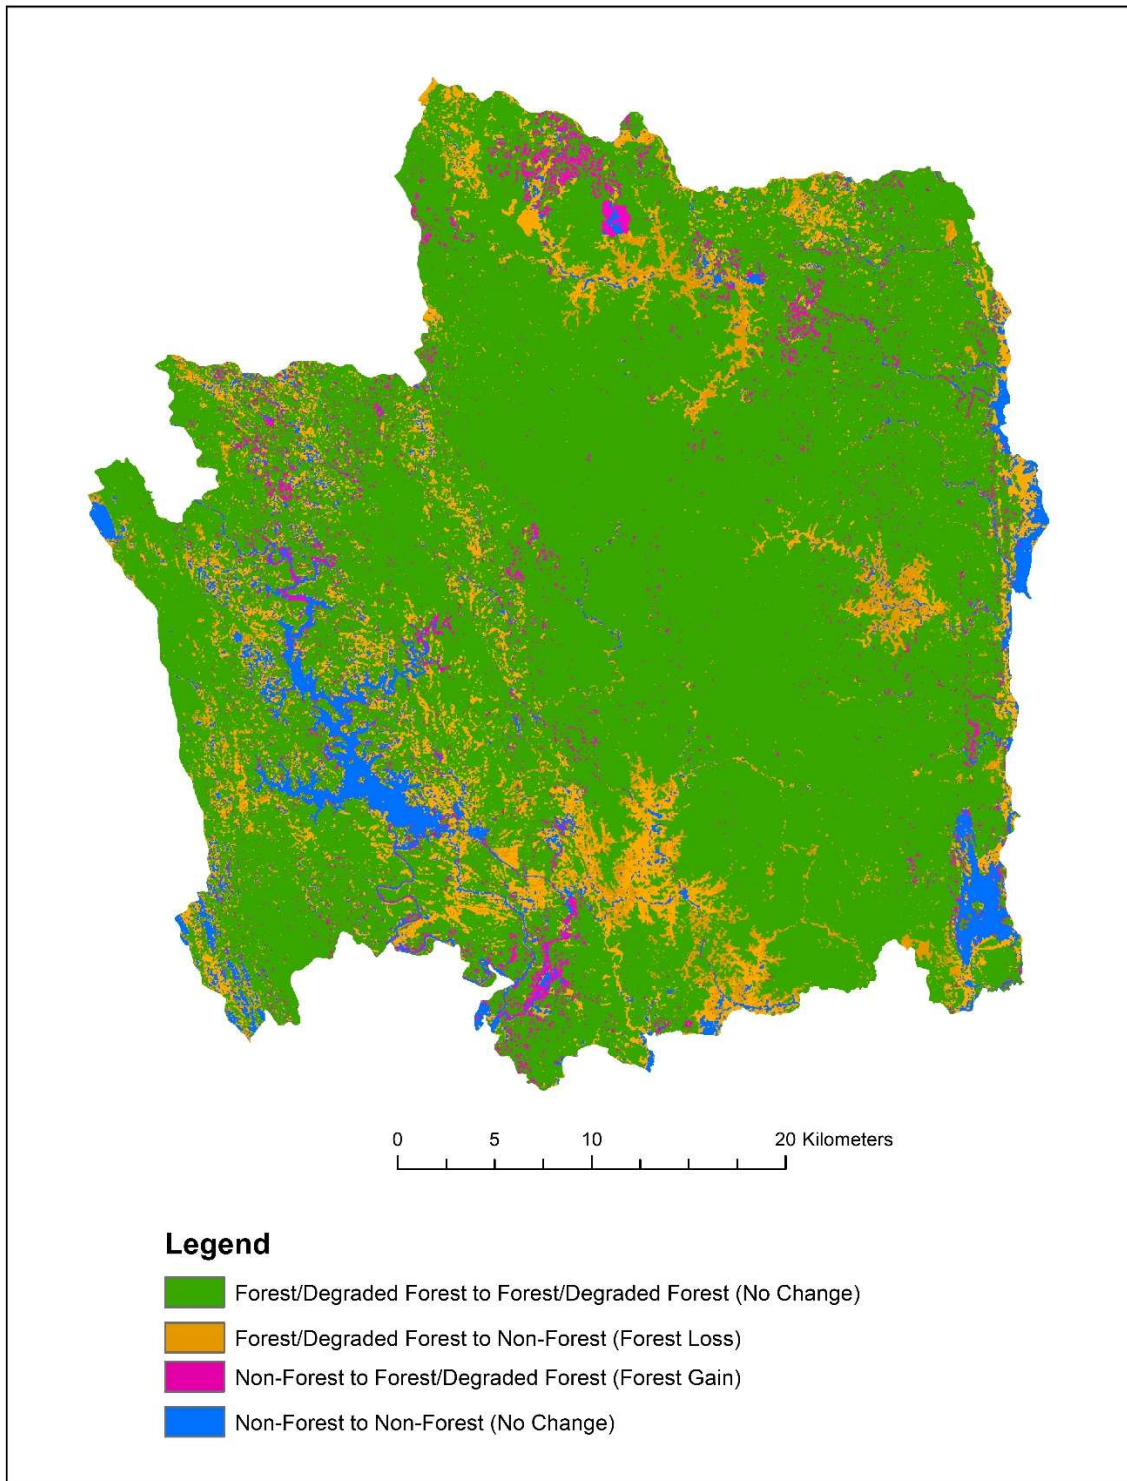 0 5 10 20 Kilometers
Legend
Forest/Degraded Forest to Forest/Degraded Forest (No Change)
Forest/Degraded Forest to Non-Forest (Forest Loss)
Non-Forest to Forest/Degraded Forest (Forest Gain)
Non-Forest to Non-Forest (No Change)